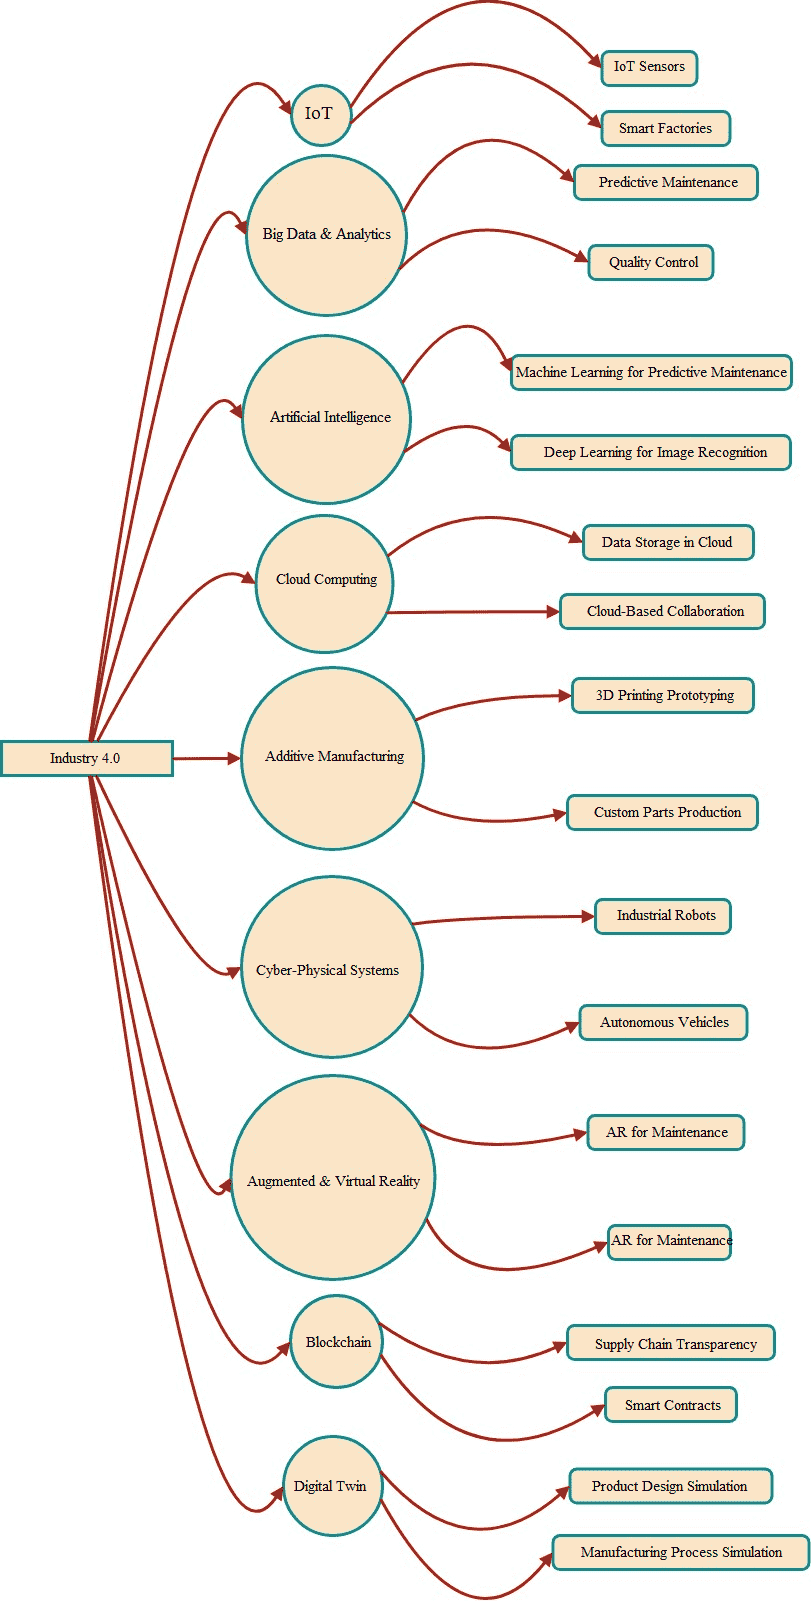 IoT Sensors
IoT
Smart Factories
Predictive Maintenance
Big Data & Analytics
Quality Control
Machine Learning for Predictive Maintenance
Artificial Intelligence
Deep Learning for Image Recognition
Data Storage in Cloud
Cloud Computing
Cloud-Based Collaboration
3D Printing Prototyping
Industry 4.0
Additive Manufacturing
Custom Parts Production
Industrial Robots
Cyber-Physical Systems
Autonomous Vehicles
AR for Maintenance
Augmented & Virtual Reality
AR for Maintenance
Blockchain
Supply Chain Transparency
Smart Contracts
Digital Twin
Product Design Simulation
Manufacturing Process Simulation